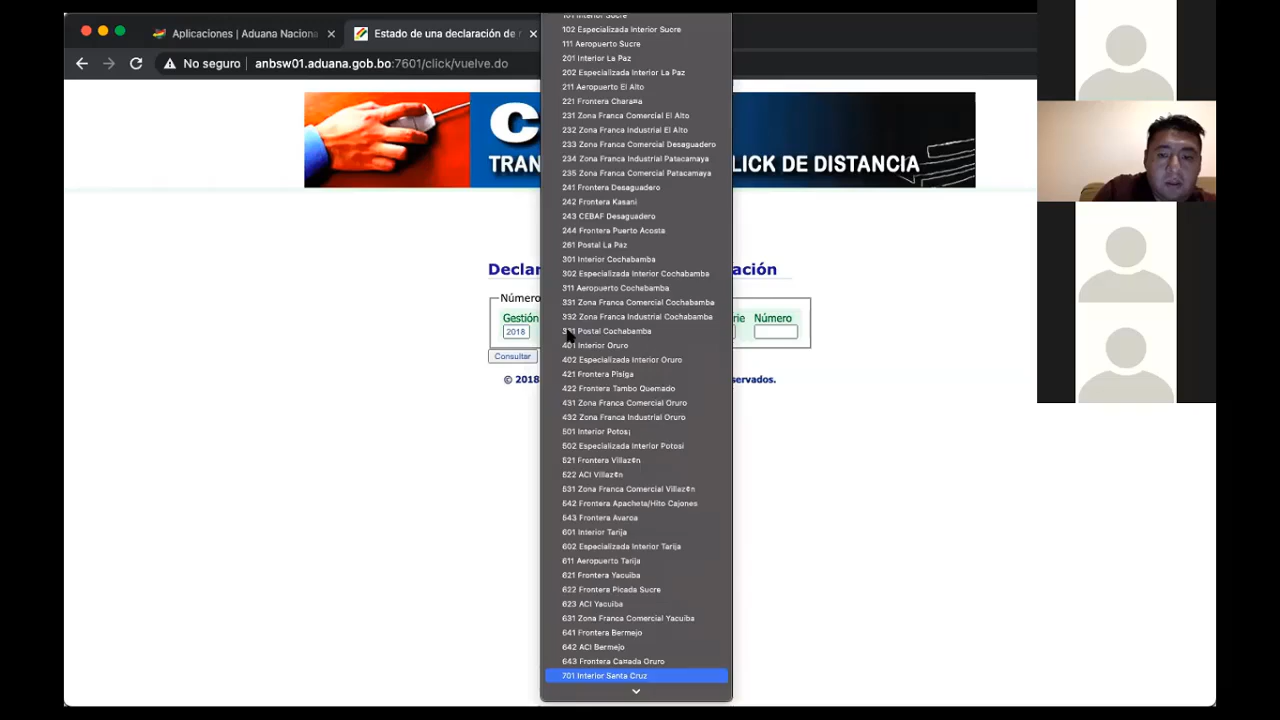 Aplicaciones | Aduana Naciona
Estado de una declaración de
No seguro | anbsw01.aduana.gob.bo:7601/click/vuelve.do
C
TRAN
CLICK DE DISTANCIA
Declar
ación
Número
Gestión
rie
Número
2018
Consultar
© 2018
servados.
101 Interior Sucre
102 Especializada Interior Sucre
111 Aeropuerto Sucre
201 Interior La Paz
202 Especializada Interior La Paz
211 Aeropuerto El Alto
221 Frontera Chara¤a
231 Zona Franca Comercial El Alto
232 Zona Franca Industrial El Alto
233 Zona Franca Comercial Desaguadero
234 Zona Franca Industrial Patacamaya
235 Zona Franca Comercial Patacamaya
241 Frontera Desaguadero
242 Frontera Kasani
243 CEBAF Desaguadero
244 Frontera Puerto Acosta
261 Postal La Paz
301 Interior Cochabamba
302 Especializada Interior Cochabamba
311 Aeropuerto Cochabamba
331 Zona Franca Comercial Cochabamba
332 Zona Franca Industrial Cochabamba
Postal Cochabamba
401 Interior Oruro
402 Especializada Interior Oruro
421 Frontera Pisiga
422 Frontera Tambo Quemado
431 Zona Franca Comercial Oruro
432 Zona Franca Industrial Oruro
501 Interior Potos¡
502 Especializada Interior Potosí
521 Frontera Villaz¢n
522 ACI Villaz¢n
531 Zona Franca Comercial Villaz¢n
542 Frontera Apacheta/Hito Cajones
543 Frontera Avaroa
601 Interior Tarija
602 Especializada Interior Tarija
611 Aeropuerto Tarija
621 Frontera Yacuiba
622 Frontera Picada Sucre
623 ACI Yacuiba
631 Zona Franca Comercial Yacuiba
641 Frontera Bermejo
642 ACI Bermejo
643 Frontera Ca¤ada Oruro
701 Interior Santa Cruz